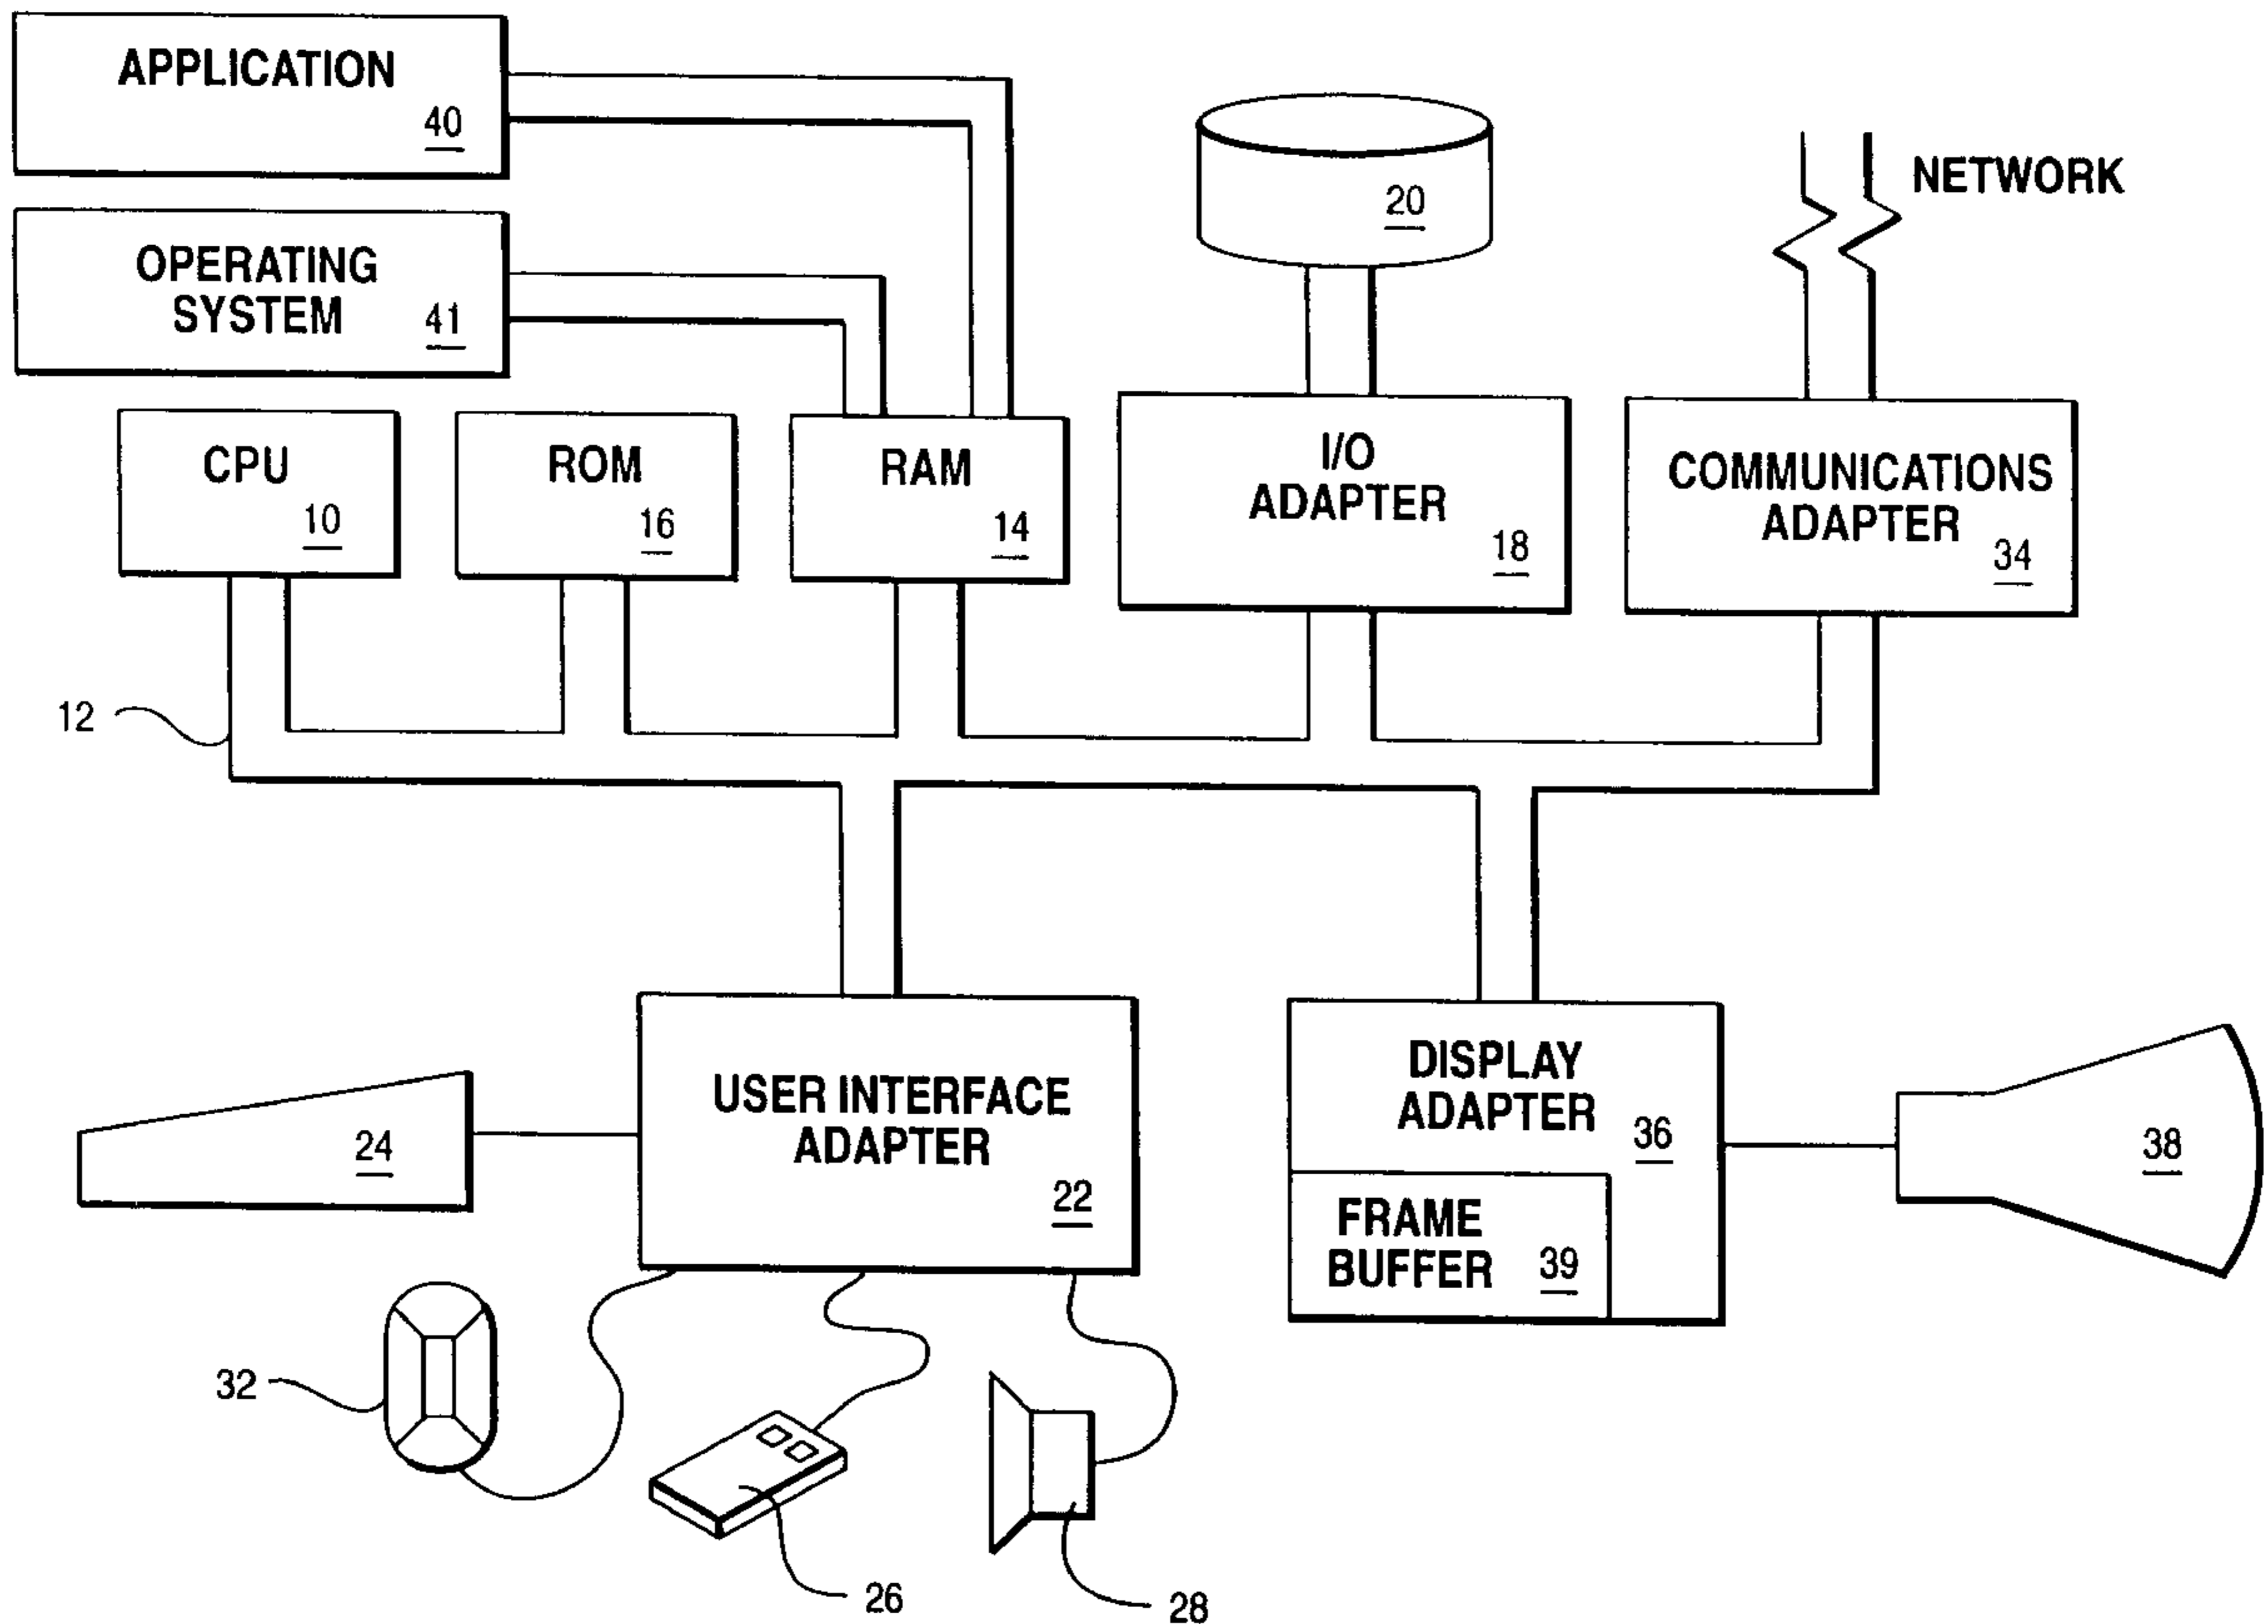 APPLICATION
40
OPERATING
SYSTEM
41
20
NETWORK
CPU
10
ROM
16
RAM
14
I/O
ADAPTER
18
COMMUNICATIONS
ADAPTER
34
12
24
USER INTERFACE
ADAPTER
22
DISPLAY
ADAPTER
36
FRAME
BUFFER
39
38
32
26
28